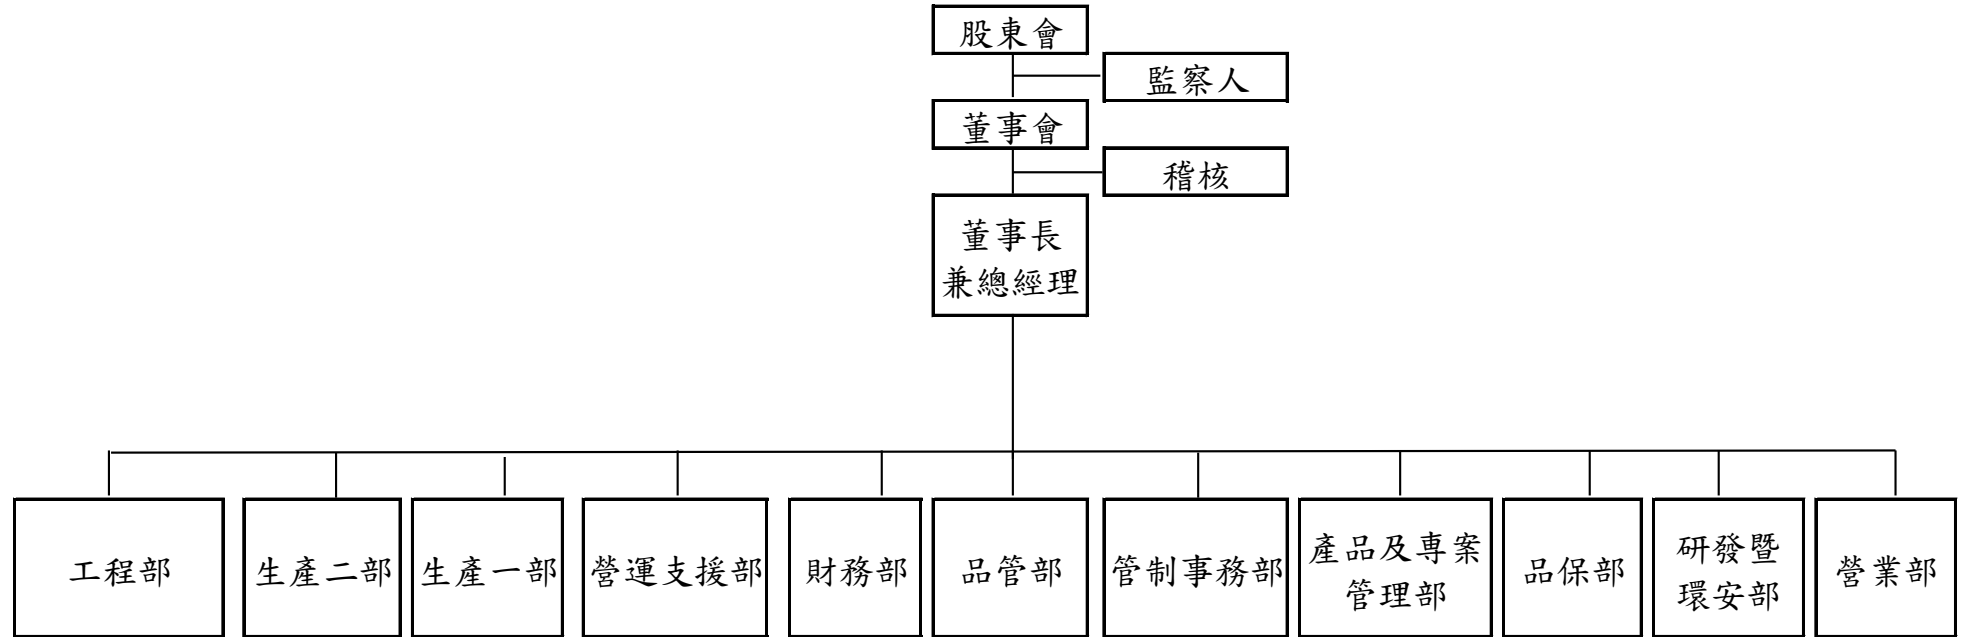 股東會
監察人
董事會
稽核
董事長
兼總經理
工程部
生產二部
生產一部
營運支援部
財務部
品管部
管制事務部
產品及專案
管理部
品保部
研發暨
環安部
營業部